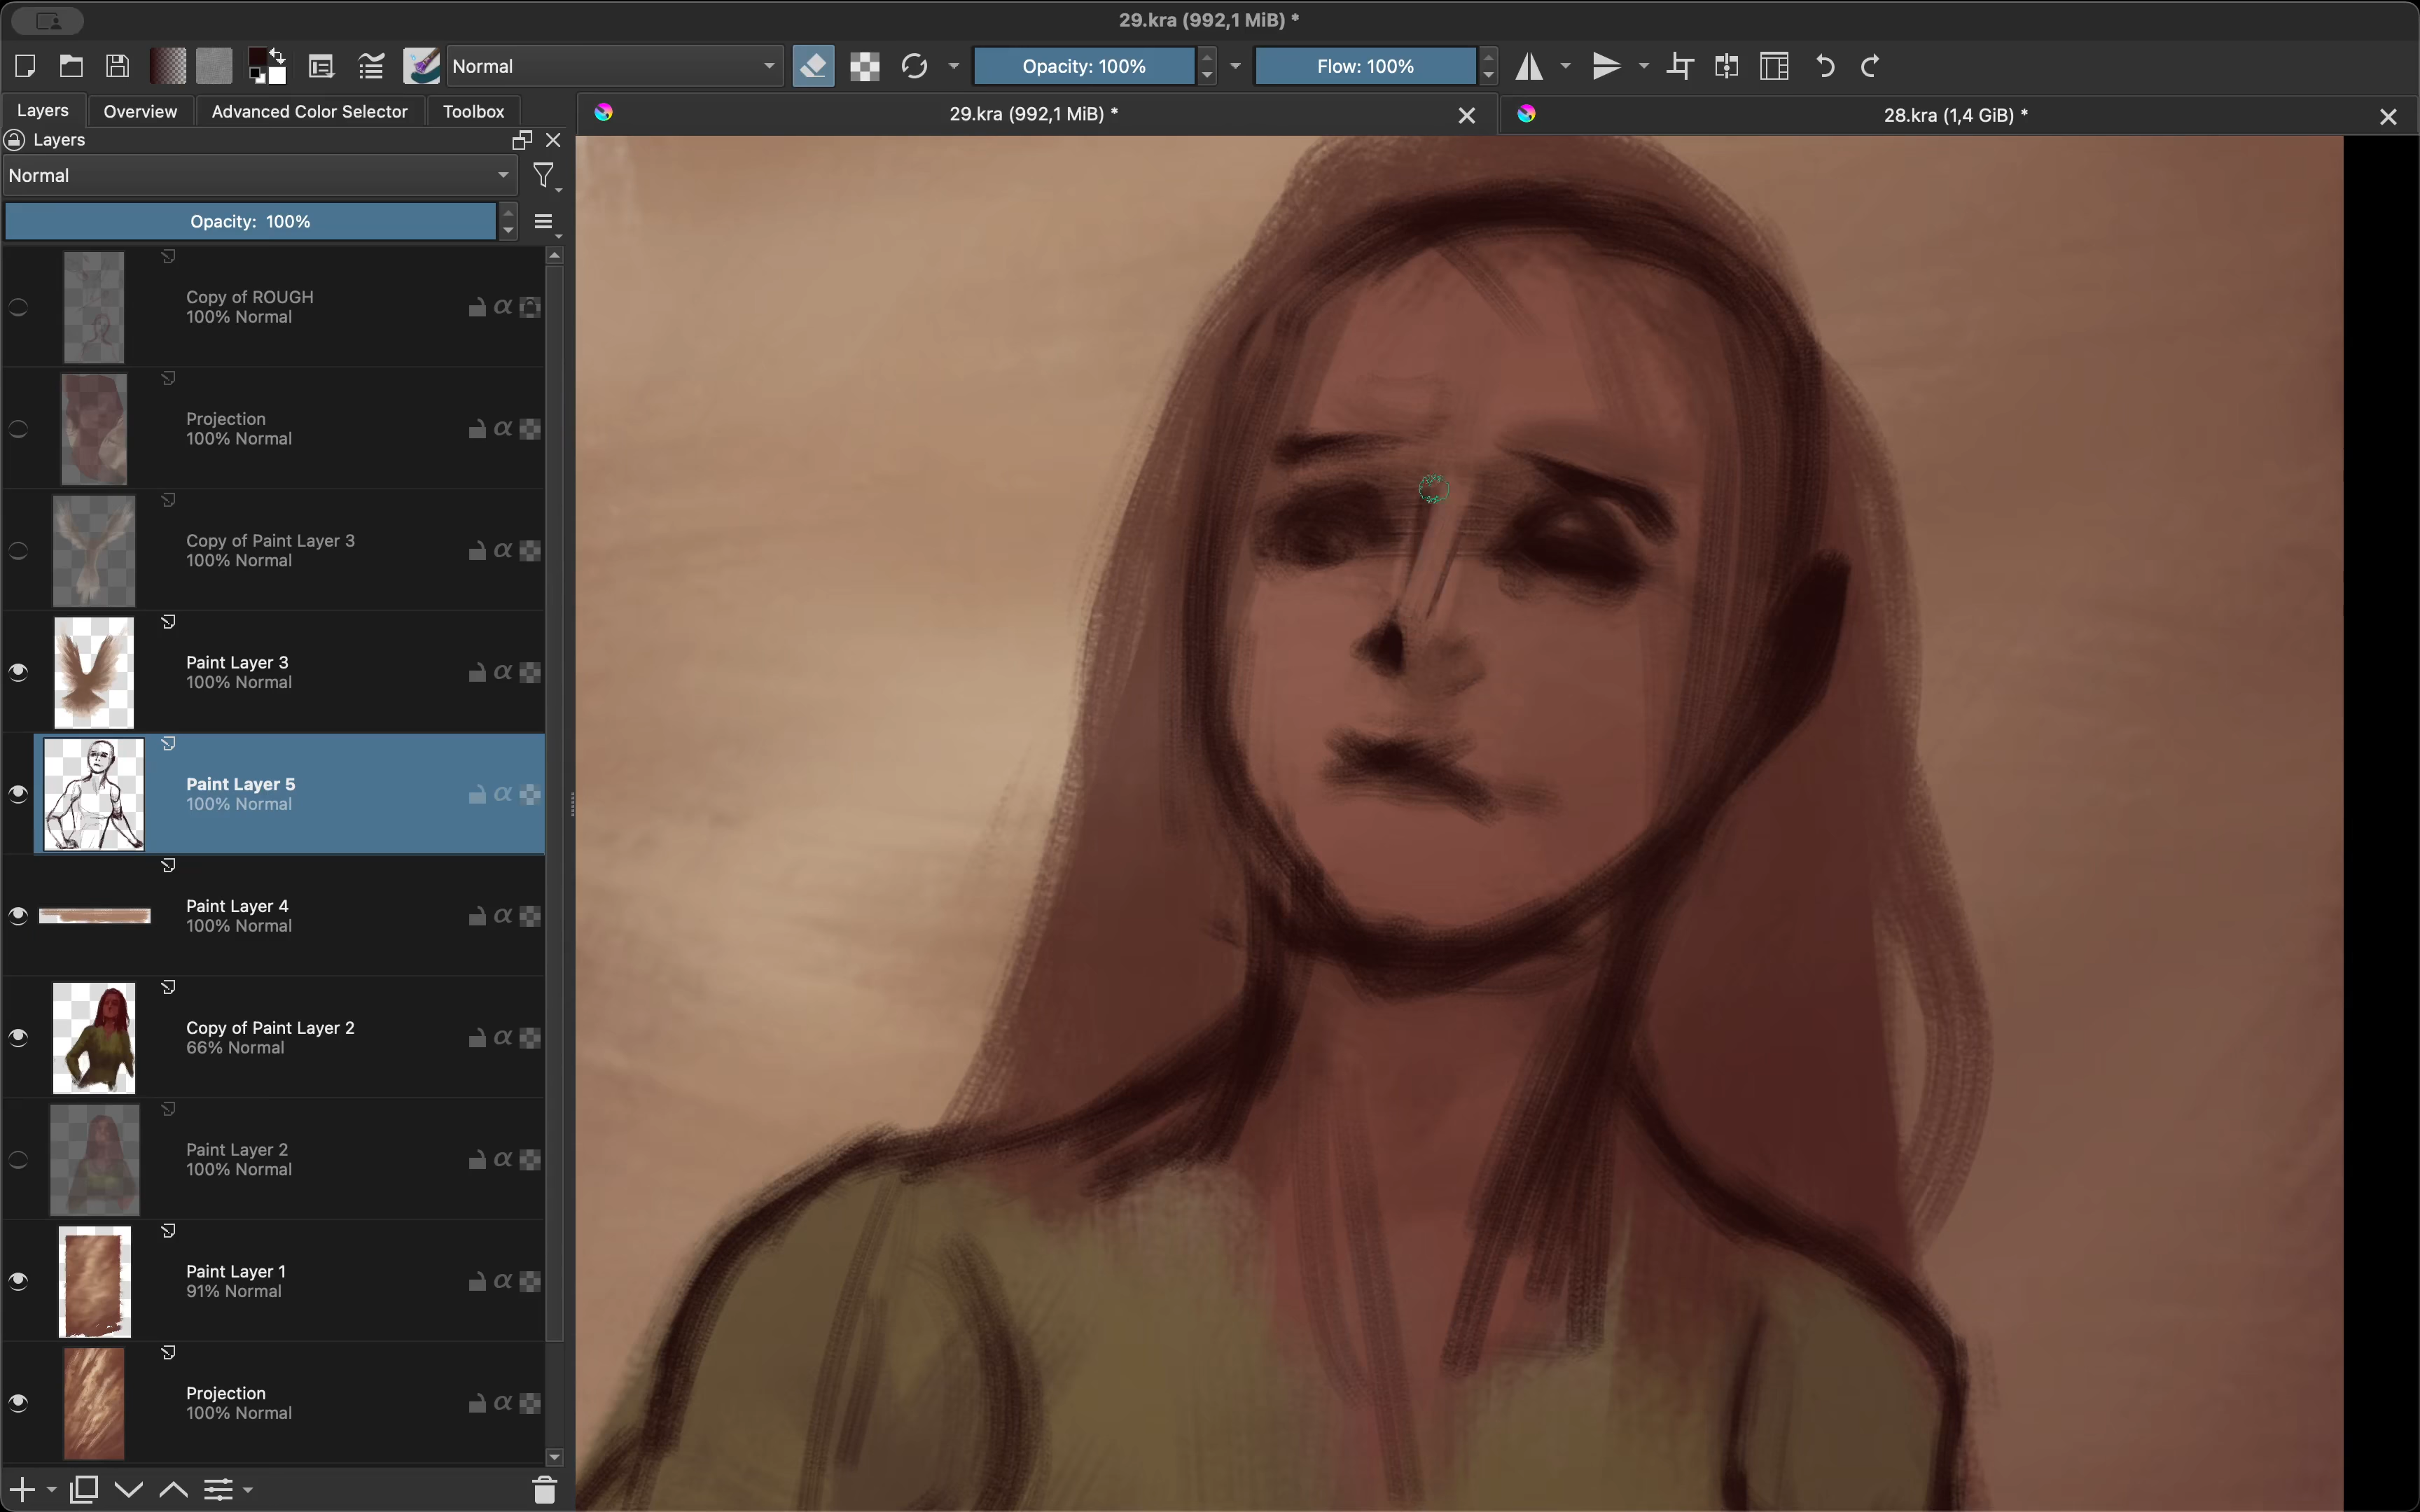 29.kra (992,1 MiB) *
Normal
Opacity: 100%
Flow: 100%
Layers
Overview
Advanced Color Selector
Toolbox
29.kra (992,1 MiB) *
28.kra (1,4 GiB) *
Layers
Normal
Opacity: 100%
Copy of ROUGH
100% Normal
Projection
100% Normal
Copy of Paint Layer 3
100% Normal
Paint Layer 3
100% Normal
Paint Layer 5
100% Normal
Paint Layer 4
100% Normal
Copy of Paint Layer 2
66% Normal
Paint Layer 2
100% Normal
Paint Layer 1
91% Normal
Projection
100% Normal